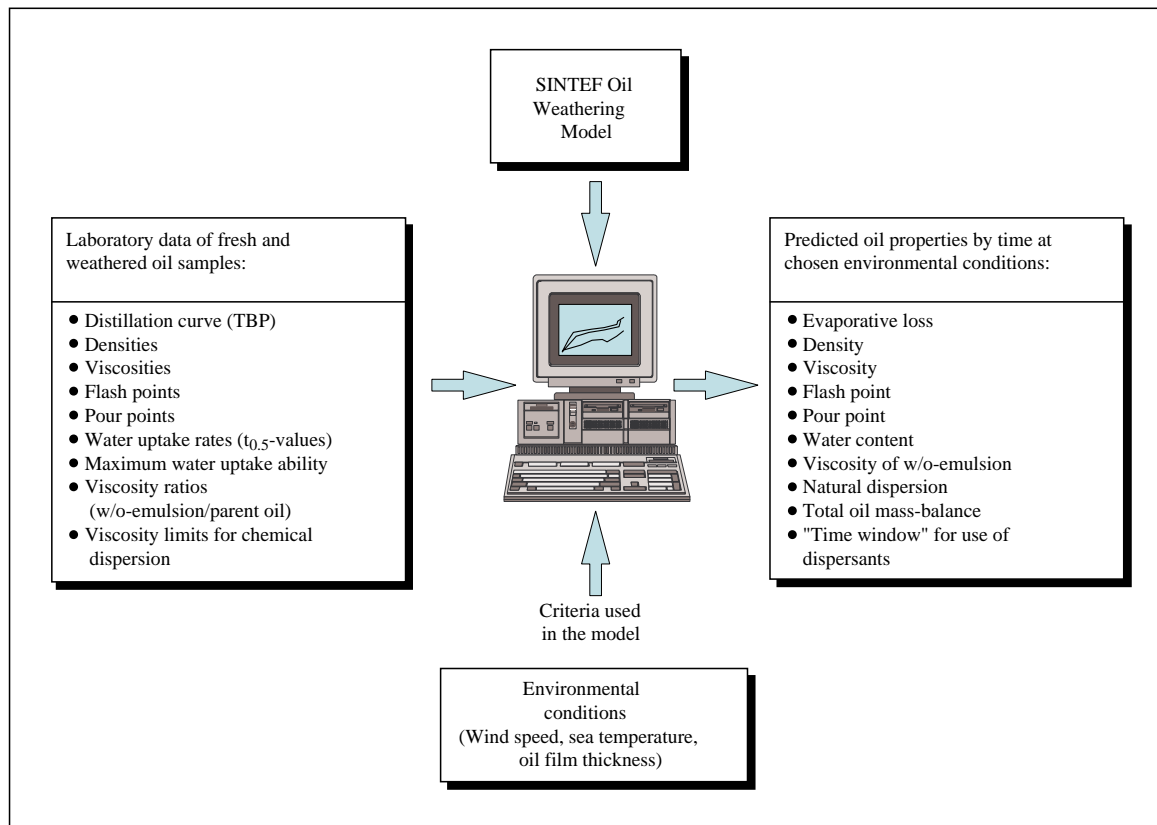 SINTEF Oil
Weathering
Model
Laboratory data of fresh and
weathered oil samples:
● Distillation curve (TBP)
● Densities
● Viscosities
● Flash points
● Pour points
● Water uptake rates (t0.5-values)
● Maximum water uptake ability
● Viscosity ratios
(w/o-emulsion/parent oil)
● Viscosity limits for chemical
dispersion
Predicted oil properties by time at
chosen environmental conditions:
● Evaporative loss
● Density
● Viscosity
● Flash point
● Pour point
● Water content
● Viscosity of w/o-emulsion
● Natural dispersion
● Total oil mass-balance
● "Time window" for use of
dispersants
Criteria used
in the model
Environmental
conditions
(Wind speed, sea temperature,
oil film thickness)